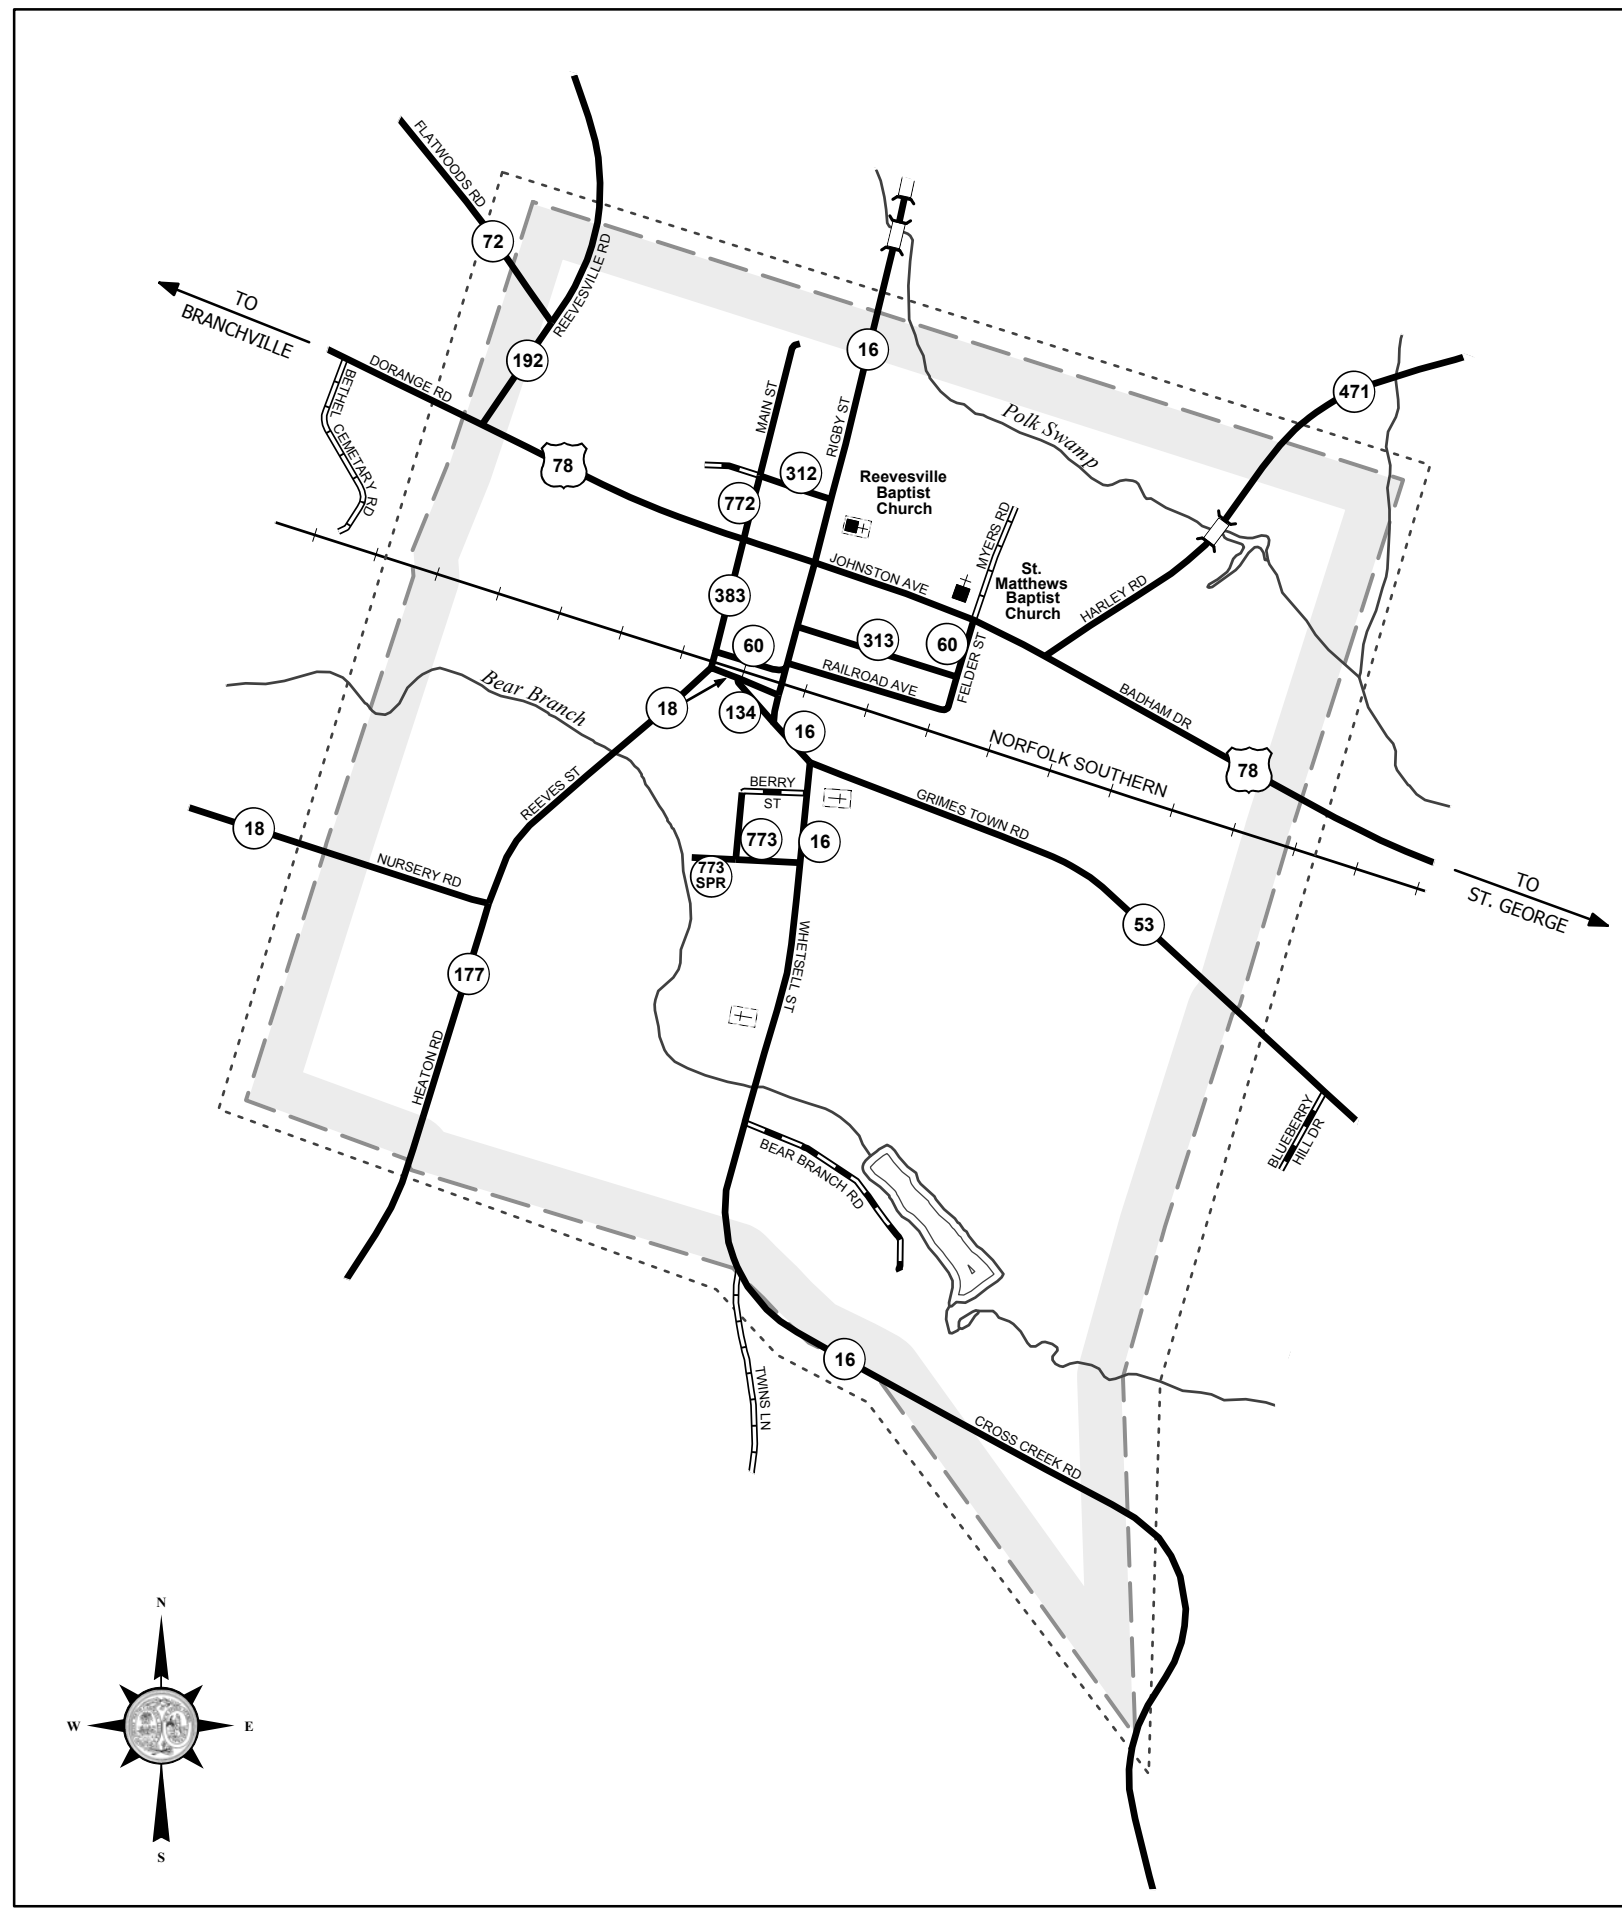 FLATWOODS RD
72
REEVESVILLE RD
TO
BRANCHVILLE
192
16
DORANGE RD
BETHEL CEMETARY RD
471
MAIN ST
RIGBY ST
Polk Swamp
78
312
772
Reevesville
Baptist
Church
MYERS RD
JOHNSTON AVE
St.
Matthews
Baptist
Church
HARLEY RD
383
60
313
60
RAILROAD AVE
FELDER ST
Bear Branch
18
134
16
BADHAM DR
NORFOLK SOUTHERN
78
REEVES ST
BERRY
ST
GRIMES TOWN RD
18
773
16
NURSERY RD
773
SPR
TO
ST. GEORGE
WHETSELL ST
53
177
HEATON RD
BLUEBERRY
HILL DR
BEAR BRANCH RD
16
TWINS LN
CROSS CREEK RD
N
W
E
S